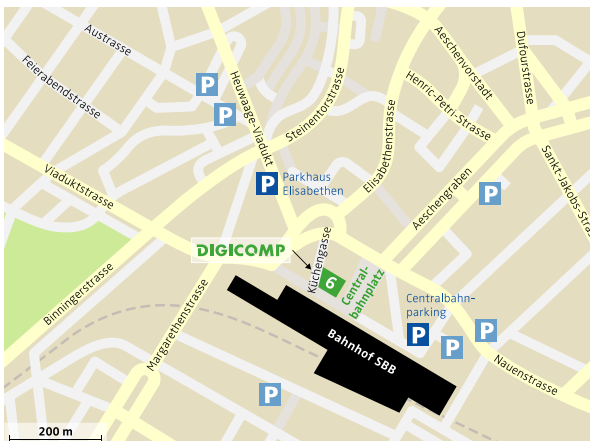 Austrasse
Feierabendstrasse
Heuwaage-Viadukt
Steinentorstrasse
Aeschenvorstadt
Dufourstrasse
Henric-Petri-Strasse
Elisabethenstrasse
Sankt-Jakobs-Stra
P
P
P
Parkhaus
Elisabethen
Viaduktstrasse
Aeschengraben
P
DIGICOMP
Küchengasse
6
Central-
bahnplatz
Binningerstrasse
Margarethenstrasse
Centralbahn-
parking
P
P
P
Bahnhof SBB
Nauenstrasse
P
200 m